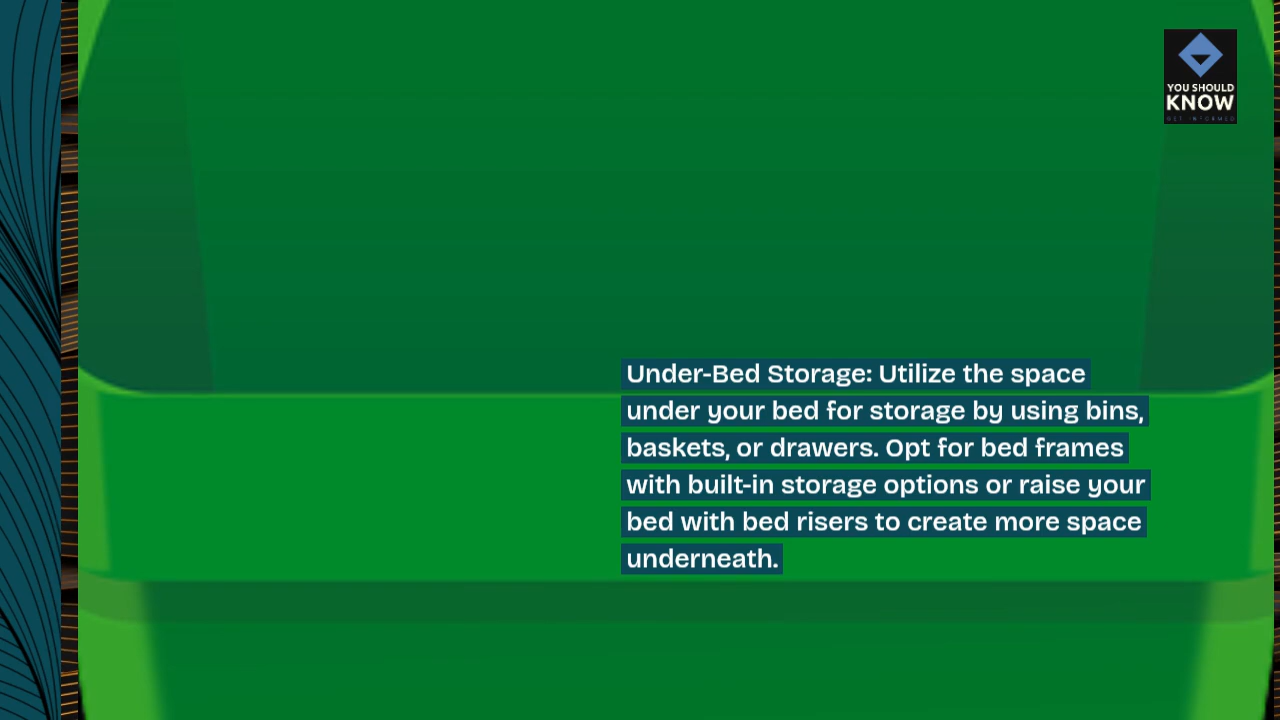 YOU SHOULD
KNOW
GET INFORMED
Under-Bed Storage: Utilize the space
under your bed for storage by using bins,
baskets, or drawers. Opt for bed frames
with built-in storage options or raise your
bed with bed risers to create more space
underneath.